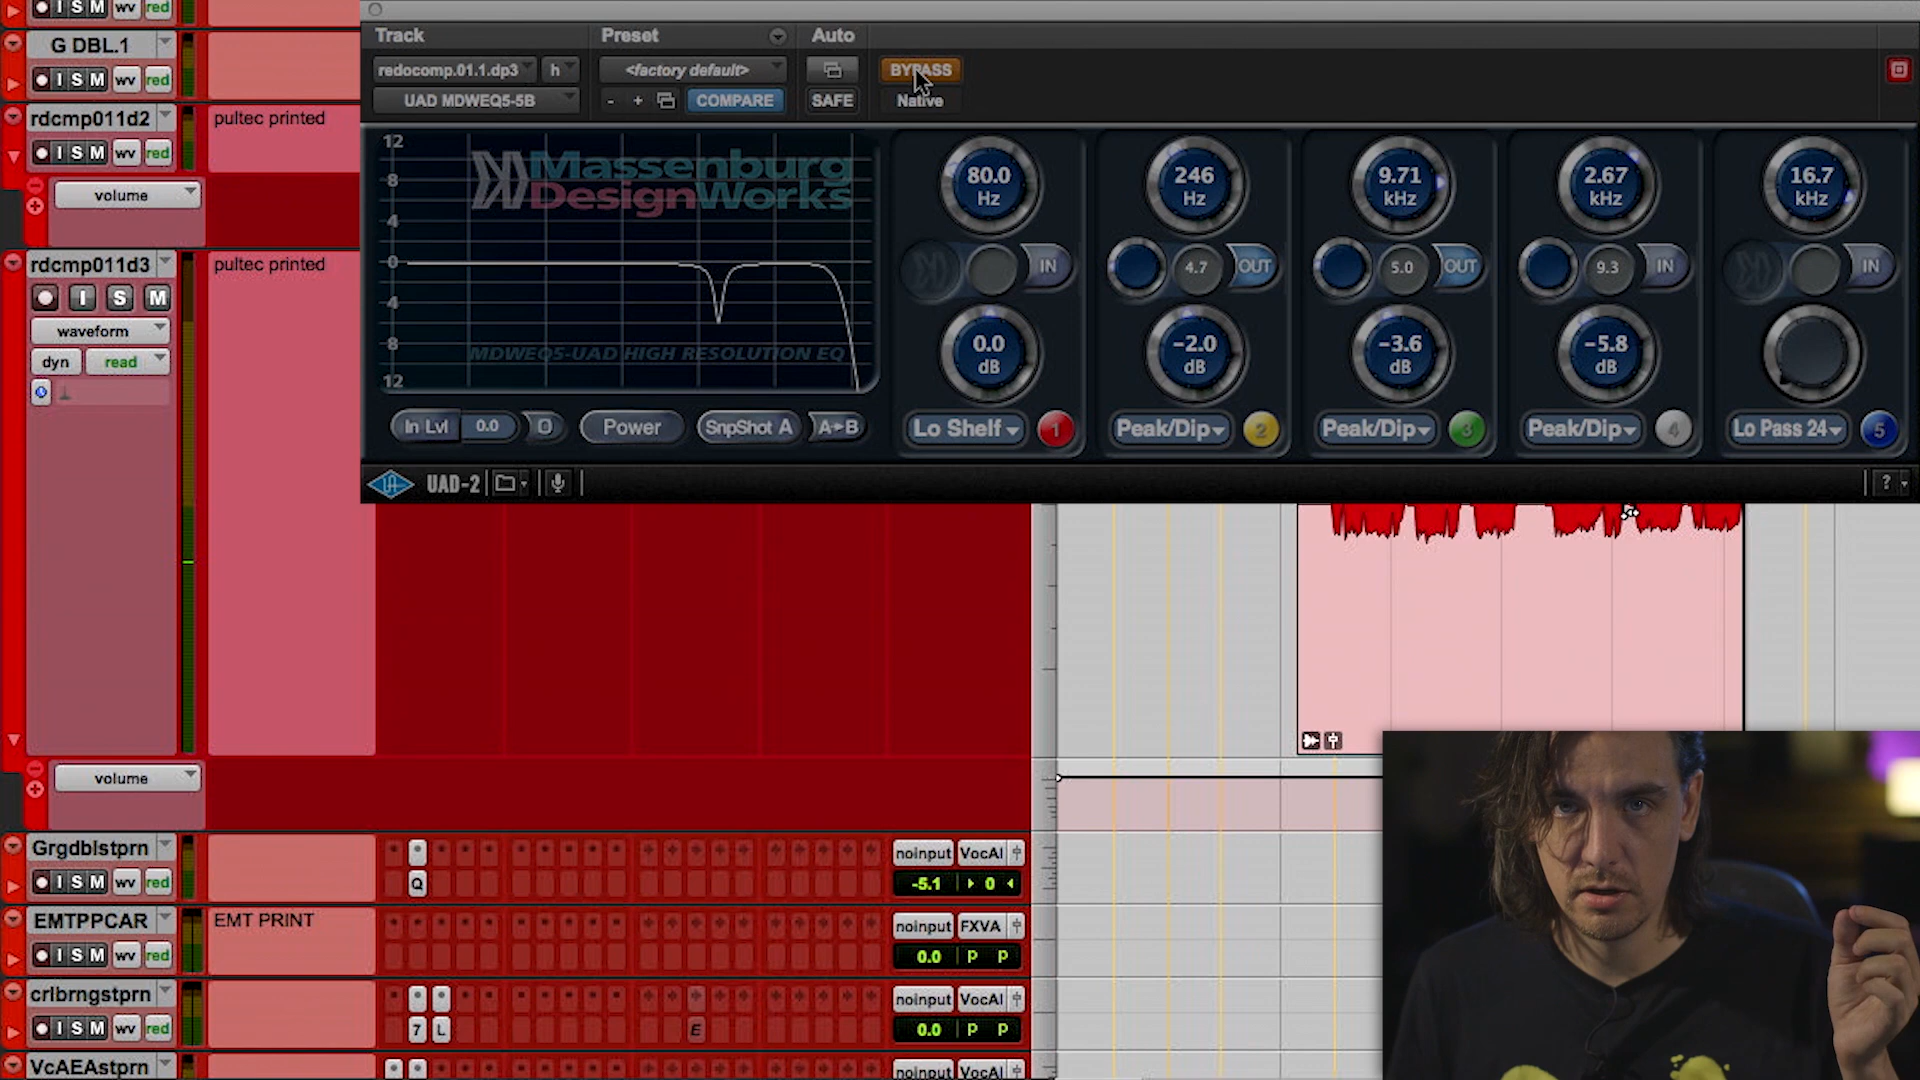 I S M wv red
G DBL.1
I S M wv red
rdcmp011d2
pultec printed
I S M wv red
volume
rdcmp011d3
pultec printed
I S M
waveform
dyn read
volume
Grgdblstprn
I S M wv red
Q
noinput VocAl
-5.1 0
EMTPPCAR
EMT PRINT
I S M wv red
noinput FXVA
0.0 P P
crlbrngstprn
I S M wv red
7 L E
noinput VocAl
0.0 P P
VcAEAstprn
noinput VocAl
Track Preset Auto
redocomp.01.1.dp3 h <factory default> BYPASS
UAD MDWEQ5-5B - + COMPARE SAFE Native
12
8
4
0
4
8
12
Massenburg
DesignWorks
MDWEQ5-UAD HIGH RESOLUTION EQ
In Lvl 0.0 Power SnpShot A A B
80.0 Hz
IN
0.0 dB
Lo Shelf 1
246 Hz
4.7 OUT
-2.0 dB
Peak/Dip 2
9.71 kHz
5.0 OUT
-3.6 dB
Peak/Dip 3
2.67 kHz
9.3 IN
-5.8 dB
Peak/Dip 4
16.7 kHz
IN
Lo Pass 24 5
UAD-2 ?